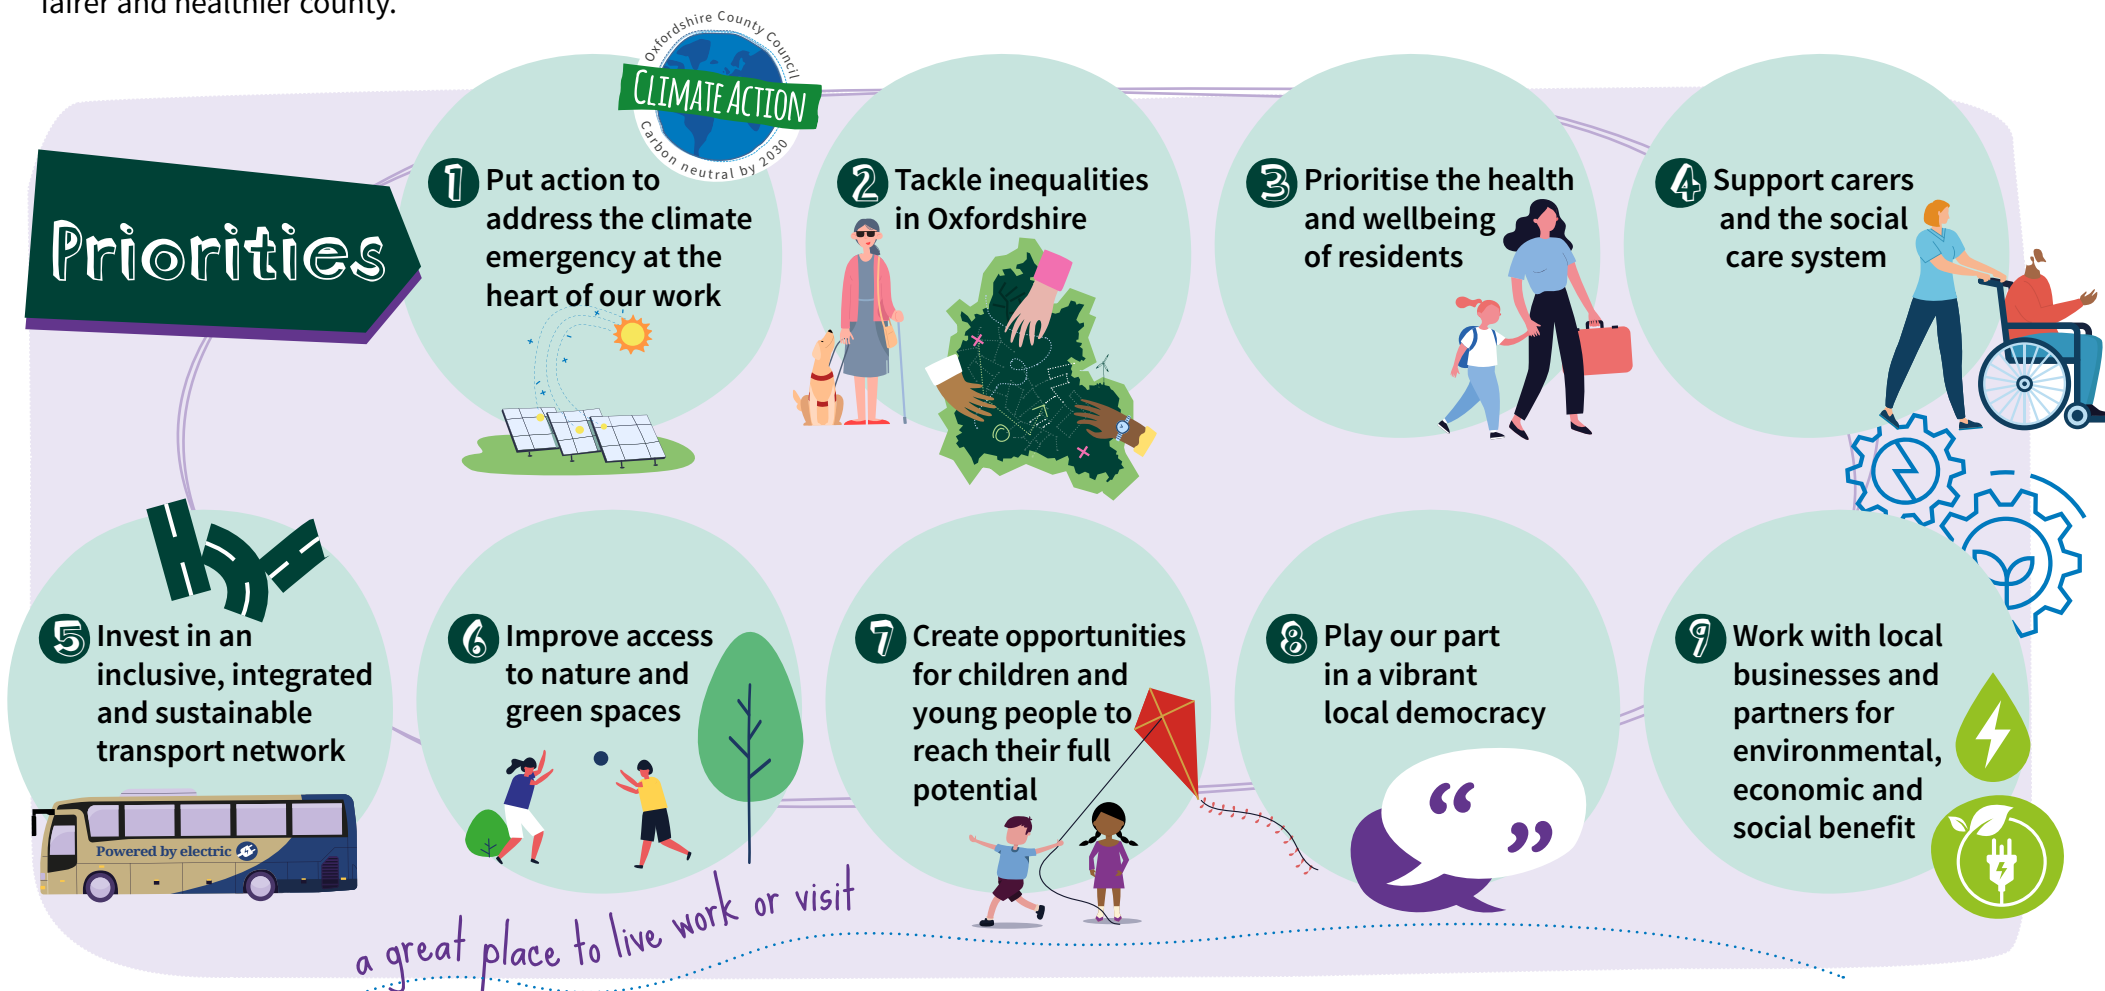 fairer and healthier county.
Oxfordshire County Council
CLIMATE ACTION
Carbon neutral by 2030
Priorities
1 Put action to
address the climate
emergency at the
heart of our work
2 Tackle inequalities
in Oxfordshire
3 Prioritise the health
and wellbeing
of residents
4 Support carers
and the social
care system
5 Invest in an
inclusive, integrated
and sustainable
transport network
Powered by electric
6 Improve access
to nature and
green spaces
7 Create opportunities
for children and
young people to
reach their full
potential
8 Play our part
in a vibrant
local democracy
“ ”
9 Work with local
businesses and
partners for
environmental,
economic and
social benefit
a great place to live work or visit